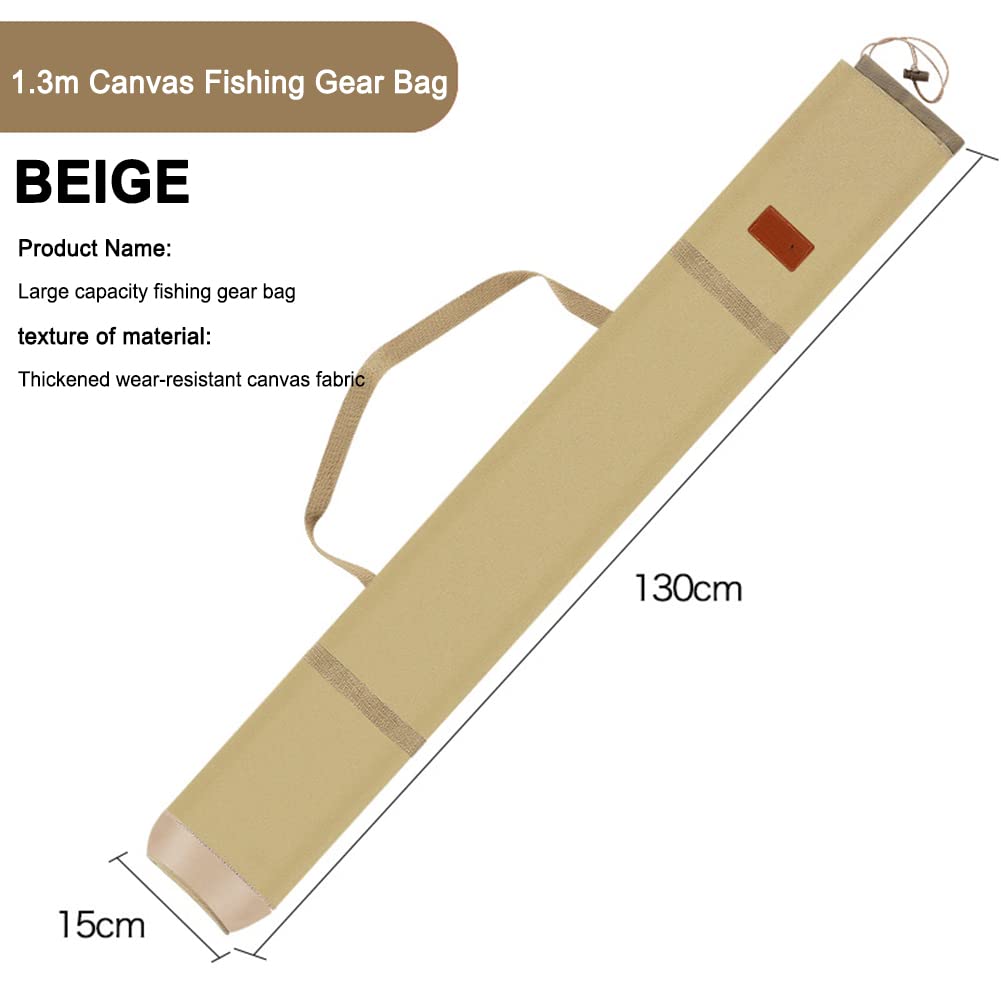 1.3m Canvas Fishing Gear Bag
BEIGE
Product Name:
Large capacity fishing gear bag
texture of material:
Thickened wear-resistant canvas fabric
130cm
15cm